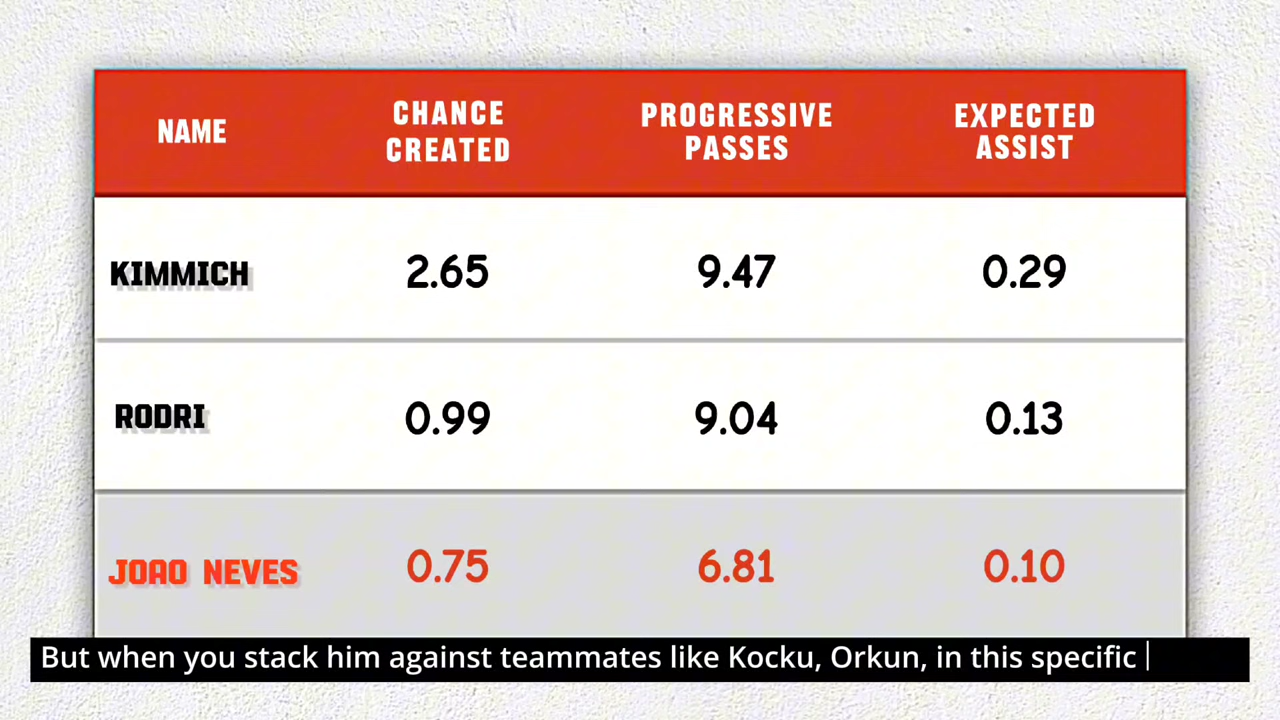 NAME
CHANCE CREATED
PROGRESSIVE PASSES
EXPECTED ASSIST
KIMMICH 2.65 9.47 0.29
RODRI 0.99 9.04 0.13
JOAO NEVES 0.75 6.81 0.10
But when you stack him against teammates like Kocku, Orkun, in this specific